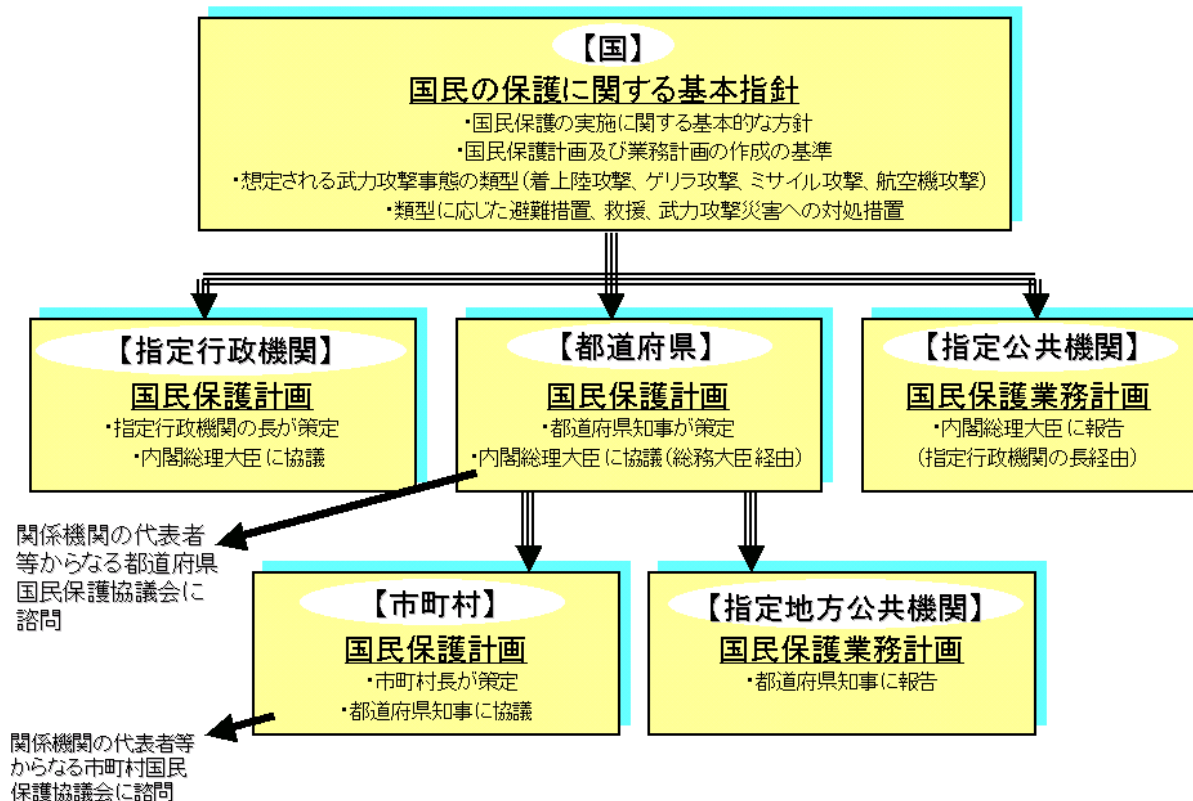 【国】
国民の保護に関する基本指針
・国民保護の実施に関する基本的な方針
・国民保護計画及び業務計画の作成の基準
・想定される武力攻撃事態の類型(着上陸攻撃、ゲリラ攻撃、ミサイル攻撃、航空機攻撃)
・類型に応じた避難措置、救援、武力攻撃災害への対処措置
【指定行政機関】
国民保護計画
・指定行政機関の長が策定
・内閣総理大臣に協議
【都道府県】
国民保護計画
・都道府県知事が策定
・内閣総理大臣に協議(総務大臣経由)
【指定公共機関】
国民保護業務計画
・内閣総理大臣に報告
(指定行政機関の長経由)
関係機関の代表者
等からなる都道府県
国民保護協議会に
諮問
【市町村】
国民保護計画
・市町村長が策定
・都道府県知事に協議
【指定地方公共機関】
国民保護業務計画
・都道府県知事に報告
関係機関の代表者等
からなる市町村国民
保護協議会に諮問